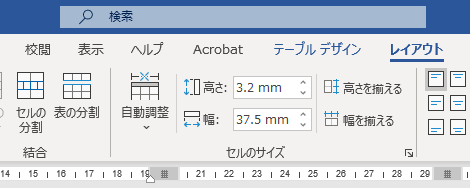 検索
校閲 表示 ヘルプ Acrobat テーブル デザイン レイアウト
セルの
分割
表の分割
結合
自動調整
高さ: 3.2 mm
幅: 37.5 mm
高さを揃える
幅を揃える
セルのサイズ
14 15 16 17 18 19 21 22 23 24 25 26 27 28 29